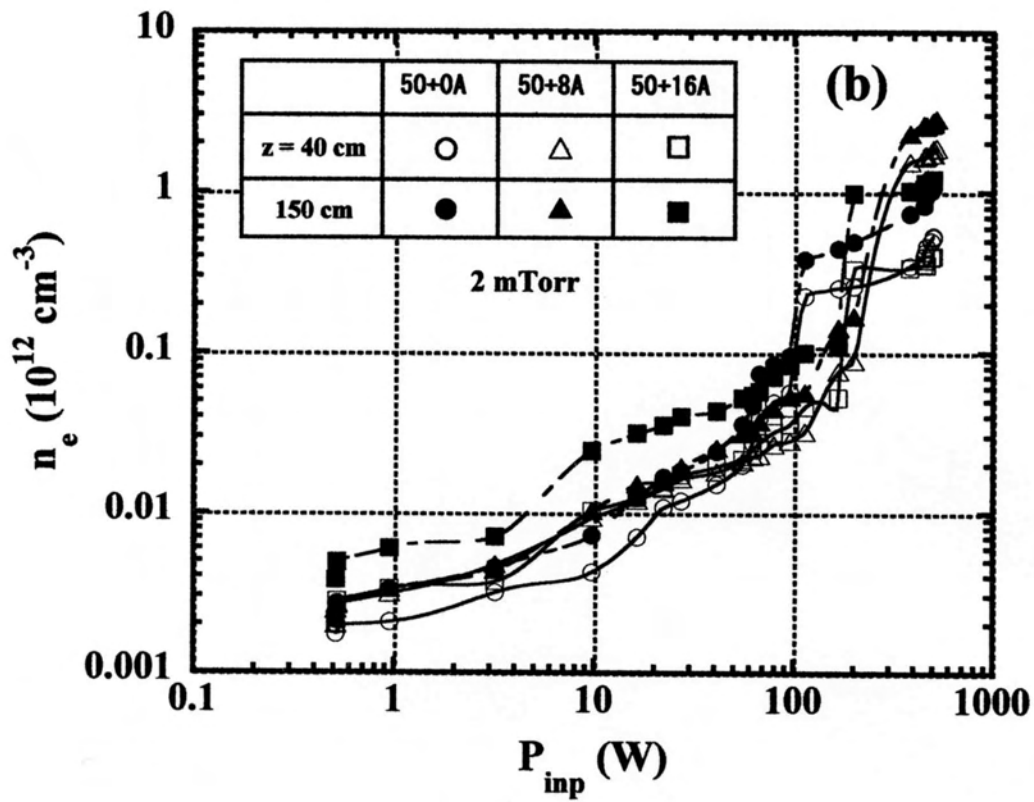 10
(b)
50+0A 50+8A 50+16A
z = 40 cm
1
150 cm
2 mTorr
0.1
0.01
0.001
0.1 1 10 100 1000
n_e (10^12 cm^-3)
P_inp (W)